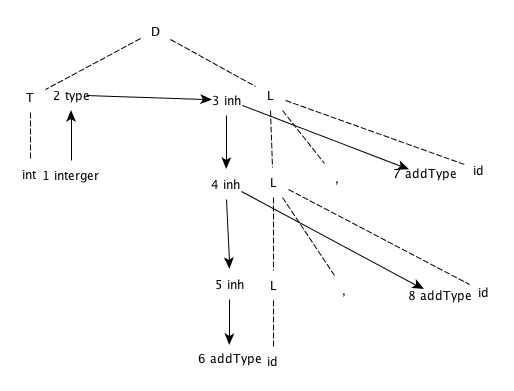 D
T 2 type 3 inh L
int 1 interger 7 addType id
4 inh L ,
5 inh L , 8 addType id
6 addType id